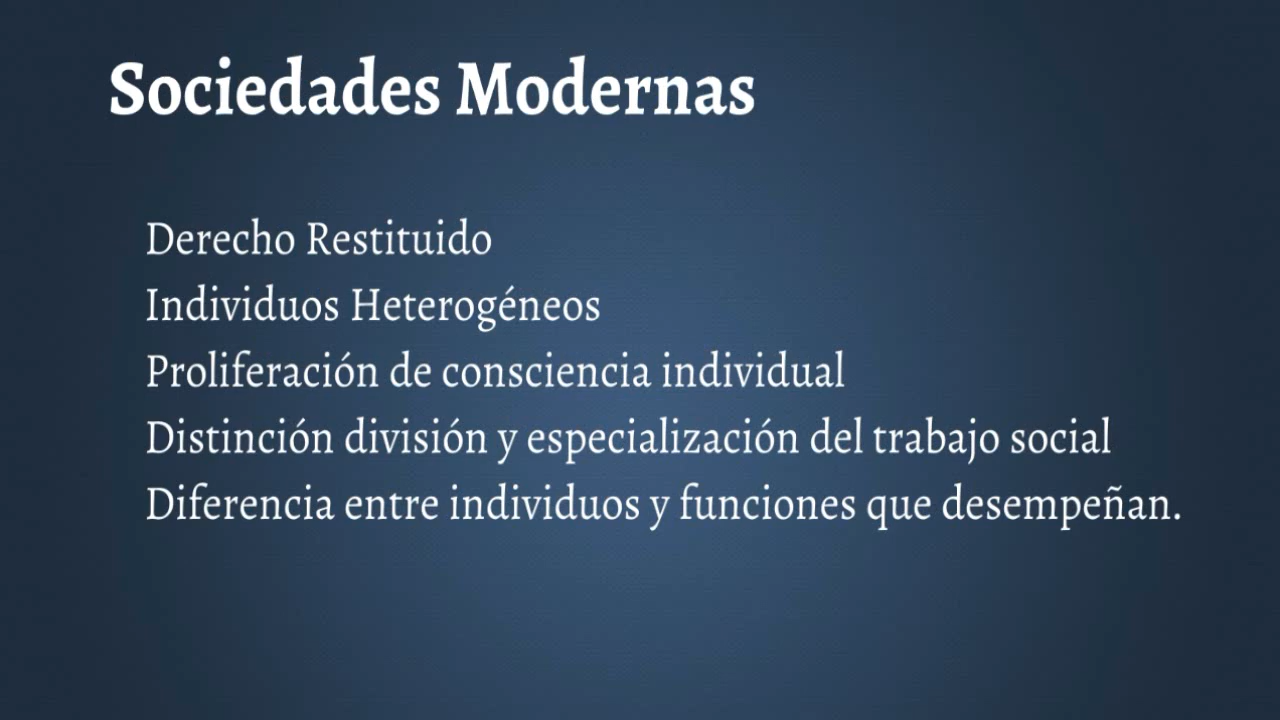 Sociedades Modernas
Derecho Restituido
Individuos Heterogéneos
Proliferación de consciencia individual
Distinción división y especialización del trabajo social
Diferencia entre individuos y funciones que desempeñan.